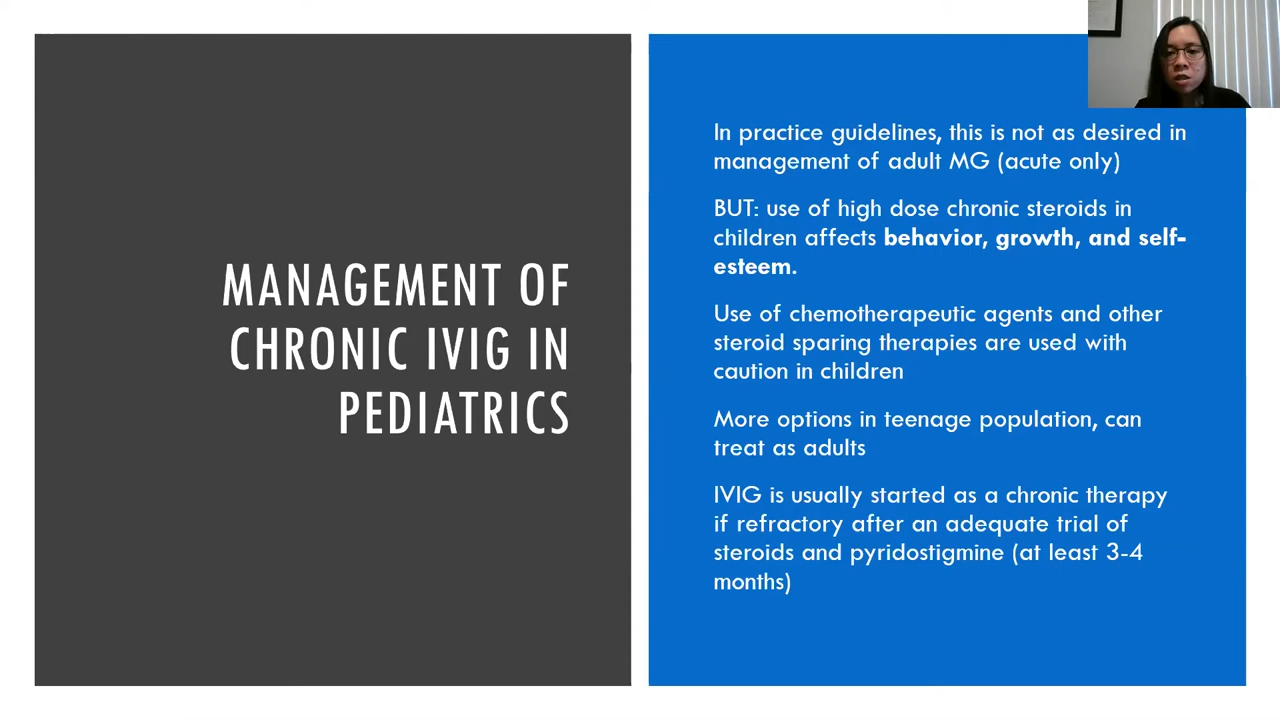 MANAGEMENT OF
CHRONIC IVIG IN
PEDIATRICS
In practice guidelines, this is not as desired in
management of adult MG (acute only)
BUT: use of high dose chronic steroids in
children affects behavior, growth, and self-
esteem.
Use of chemotherapeutic agents and other
steroid sparing therapies are used with
caution in children
More options in teenage population, can
treat as adults
IVIG is usually started as a chronic therapy
if refractory after an adequate trial of
steroids and pyridostigmine (at least 3-4
months)